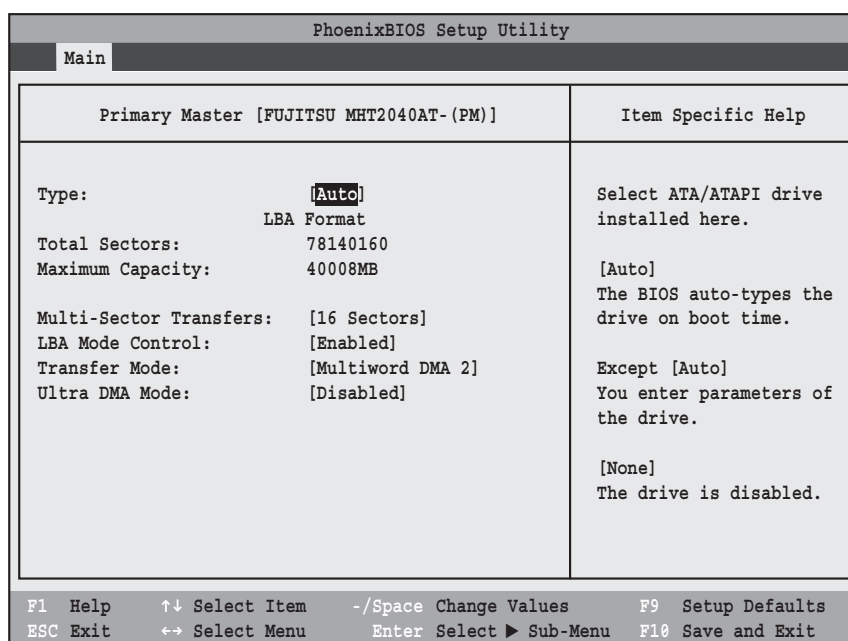 PhoenixBIOS Setup Utility
Main
Primary Master [FUJITSU MHT2040AT-(PM)]
Item Specific Help
Type: [Auto]
LBA Format
Total Sectors: 78140160
Maximum Capacity: 40008MB
Multi-Sector Transfers: [16 Sectors]
LBA Mode Control: [Enabled]
Transfer Mode: [Multiword DMA 2]
Ultra DMA Mode: [Disabled]
Select ATA/ATAPI drive
installed here.
[Auto]
The BIOS auto-types the
drive on boot time.
Except [Auto]
You enter parameters of
the drive.
[None]
The drive is disabled.
F1 Help ↑↓ Select Item -/Space Change Values F9 Setup Defaults
ESC Exit ←→ Select Menu Enter Select ▶ Sub-Menu F10 Save and Exit